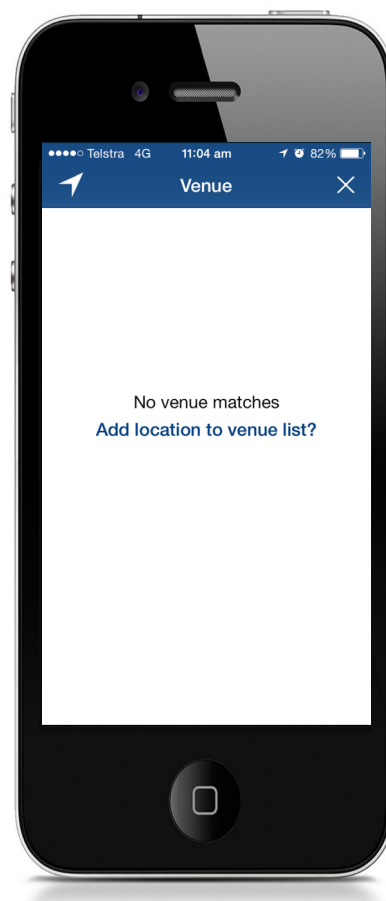 Telstra 4G 11:04 am 82%
Venue
No venue matches
Add location to venue list?